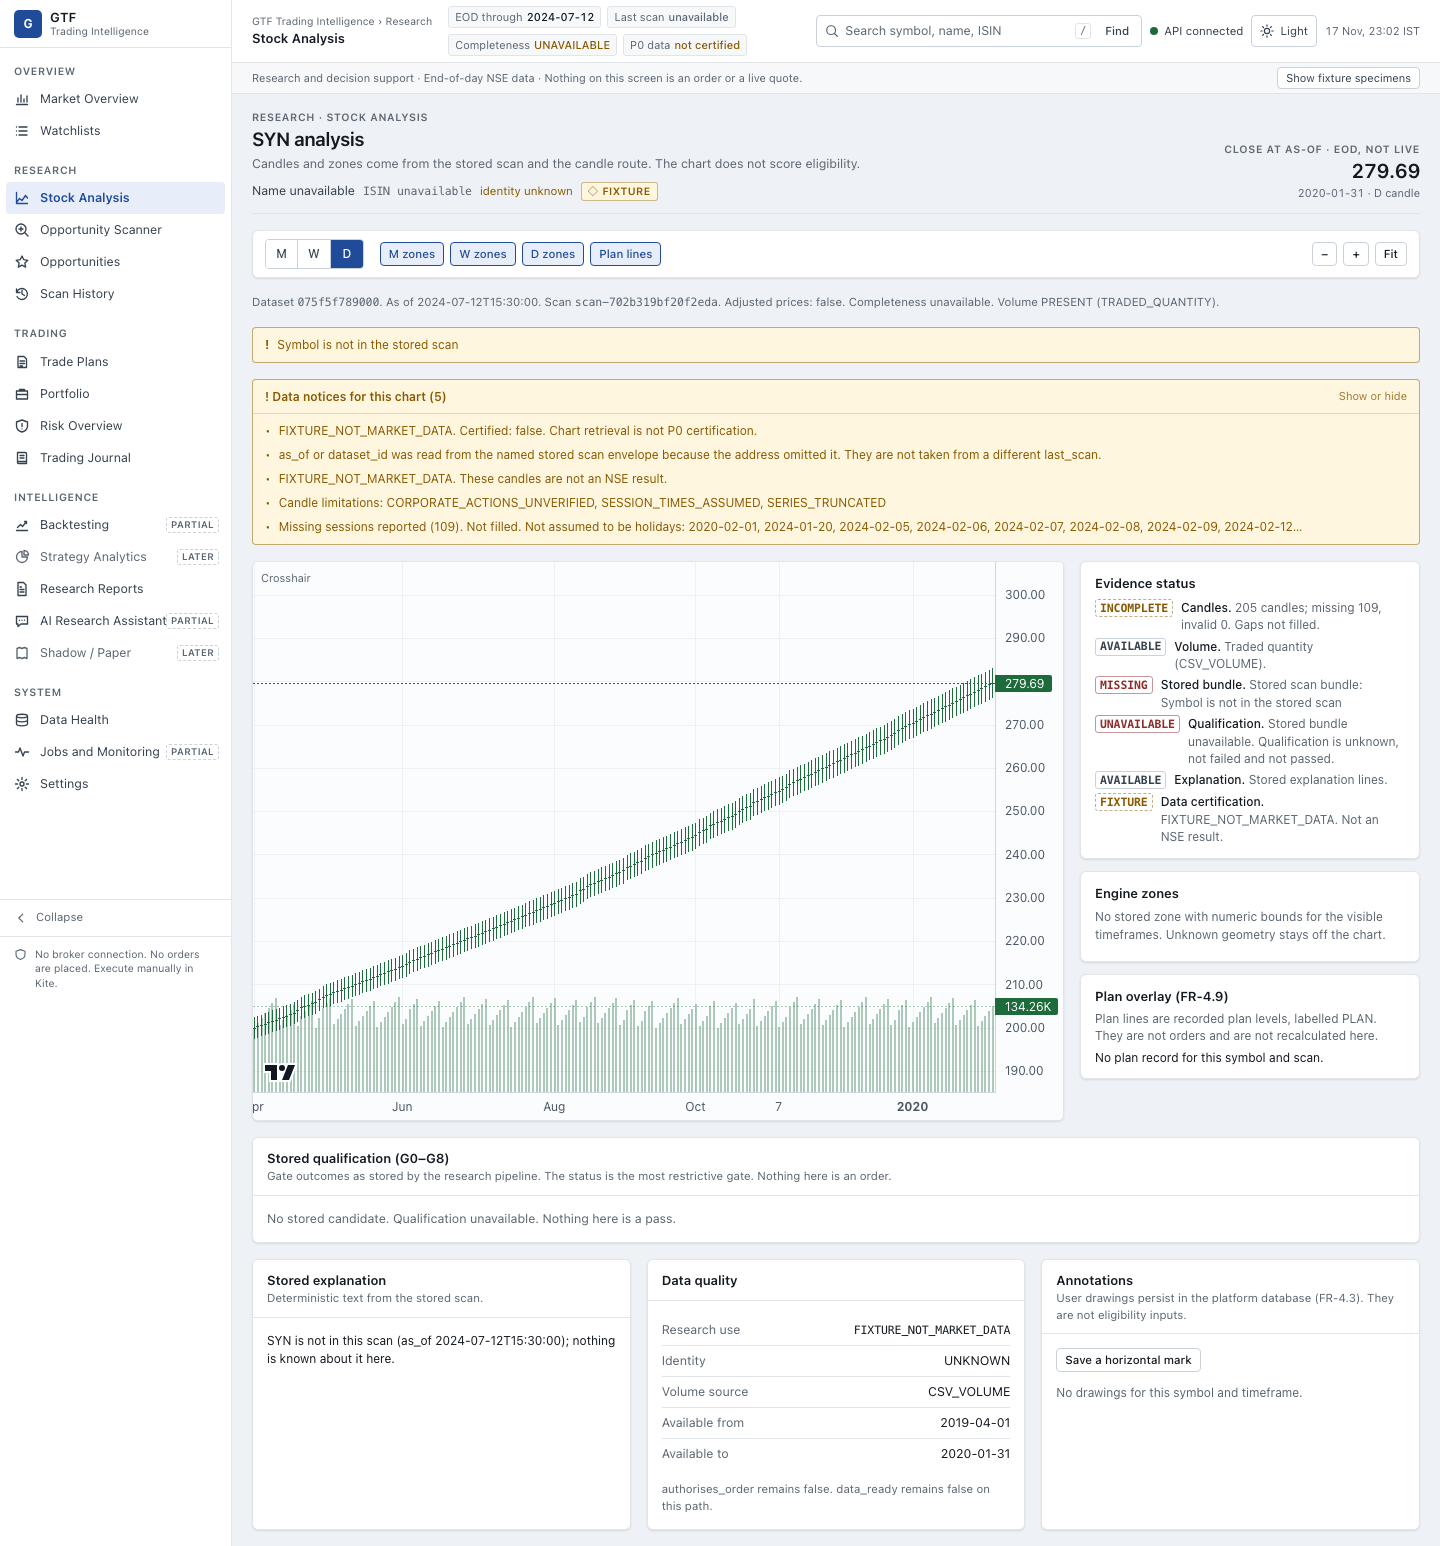 G
GTF
Trading Intelligence
OVERVIEW
Market Overview
Watchlists
RESEARCH
Stock Analysis
Opportunity Scanner
Opportunities
Scan History
TRADING
Trade Plans
Portfolio
Risk Overview
Trading Journal
INTELLIGENCE
Backtesting PARTIAL
Strategy Analytics LATER
Research Reports
AI Research Assistant PARTIAL
Shadow / Paper LATER
SYSTEM
Data Health
Jobs and Monitoring PARTIAL
Settings
Collapse
No broker connection. No orders
are placed. Execute manually in
Kite.
GTF Trading Intelligence › Research
Stock Analysis
EOD through 2024-07-12 Last scan unavailable
Completeness UNAVAILABLE P0 data not certified
Search symbol, name, ISIN / Find
API connected
Light
17 Nov, 23:02 IST
Research and decision support · End-of-day NSE data · Nothing on this screen is an order or a live quote.
Show fixture specimens
RESEARCH · STOCK ANALYSIS
SYN analysis
Candles and zones come from the stored scan and the candle route. The chart does not score eligibility.
Name unavailable ISIN unavailable identity unknown ◇ FIXTURE
CLOSE AT AS-OF · EOD, NOT LIVE
279.69
2020-01-31 · D candle
M W D M zones W zones D zones Plan lines − + Fit
Dataset 075f5f789000. As of 2024-07-12T15:30:00. Scan scan-702b319bf20f2eda. Adjusted prices: false. Completeness unavailable. Volume PRESENT (TRADED_QUANTITY).
! Symbol is not in the stored scan
! Data notices for this chart (5) Show or hide
• FIXTURE_NOT_MARKET_DATA. Certified: false. Chart retrieval is not P0 certification.
• as_of or dataset_id was read from the named stored scan envelope because the address omitted it. They are not taken from a different last_scan.
• FIXTURE_NOT_MARKET_DATA. These candles are not an NSE result.
• Candle limitations: CORPORATE_ACTIONS_UNVERIFIED, SESSION_TIMES_ASSUMED, SERIES_TRUNCATED
• Missing sessions reported (109). Not filled. Not assumed to be holidays: 2020-02-01, 2024-01-20, 2024-02-05, 2024-02-06, 2024-02-07, 2024-02-08, 2024-02-09, 2024-02-12…
Crosshair
300.00
290.00
279.69
270.00
260.00
250.00
240.00
230.00
220.00
210.00
134.26K
200.00
190.00
pr Jun Aug Oct 7 2020
Evidence status
INCOMPLETE Candles. 205 candles; missing 109,
invalid 0. Gaps not filled.
AVAILABLE Volume. Traded quantity
(CSV_VOLUME).
MISSING Stored bundle. Stored scan bundle:
Symbol is not in the stored scan
UNAVAILABLE Qualification. Stored bundle
unavailable. Qualification is unknown,
not failed and not passed.
AVAILABLE Explanation. Stored explanation lines.
FIXTURE Data certification.
FIXTURE_NOT_MARKET_DATA. Not an
NSE result.
Engine zones
No stored zone with numeric bounds for the visible
timeframes. Unknown geometry stays off the chart.
Plan overlay (FR-4.9)
Plan lines are recorded plan levels, labelled PLAN.
They are not orders and are not recalculated here.
No plan record for this symbol and scan.
Stored qualification (G0–G8)
Gate outcomes as stored by the research pipeline. The status is the most restrictive gate. Nothing here is an order.
No stored candidate. Qualification unavailable. Nothing here is a pass.
Stored explanation
Deterministic text from the stored scan.
SYN is not in this scan (as_of 2024-07-12T15:30:00); nothing
is known about it here.
Data quality
Research use FIXTURE_NOT_MARKET_DATA
Identity UNKNOWN
Volume source CSV_VOLUME
Available from 2019-04-01
Available to 2020-01-31
authorises_order remains false. data_ready remains false on
this path.
Annotations
User drawings persist in the platform database (FR-4.3). They
are not eligibility inputs.
Save a horizontal mark
No drawings for this symbol and timeframe.